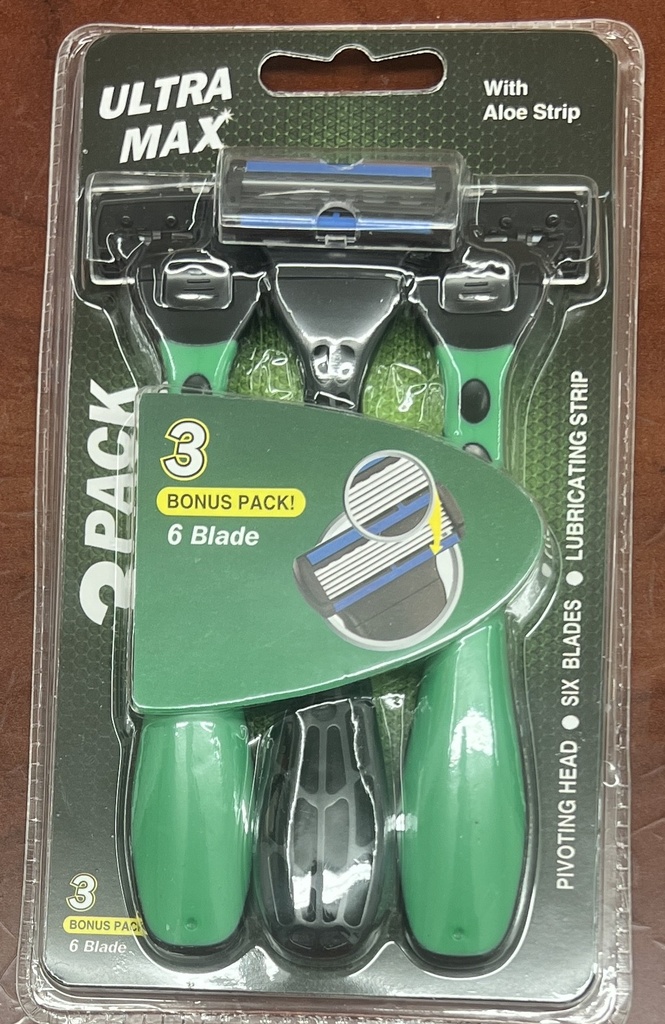 ULTRA
MAX
With
Aloe Strip
PACK
3
BONUS PACK!
6 Blade
PIVOTING HEAD ● SIX BLADES ● LUBRICATING STRIP
3
BONUS PACK
6 Blade